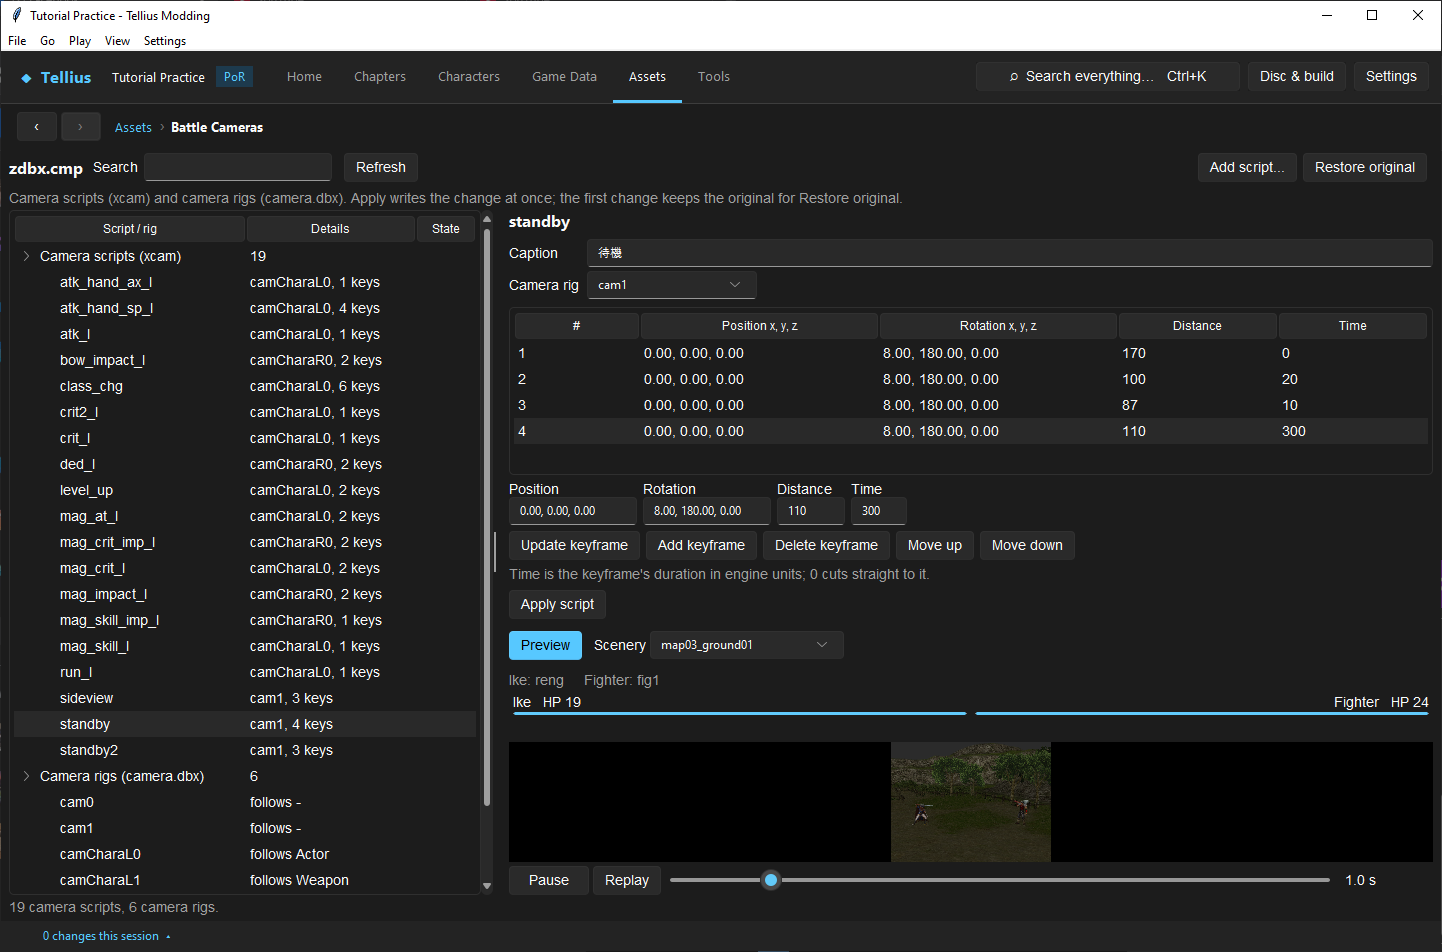 Tutorial Practice - Tellius Modding
File Go Play View Settings
Tellius Tutorial Practice PoR Home Chapters Characters Game Data Assets Tools Search everything... Ctrl+K Disc & build Settings
‹ › Assets › Battle Cameras
zdbx.cmp Search Refresh Add script... Restore original
Camera scripts (xcam) and camera rigs (camera.dbx). Apply writes the change at once; the first change keeps the original for Restore original.
Script / rig Details State
Camera scripts (xcam) 19
atk_hand_ax_l camCharaL0, 1 keys
atk_hand_sp_l camCharaL0, 4 keys
atk_l camCharaL0, 1 keys
bow_impact_l camCharaR0, 2 keys
class_chg camCharaL0, 6 keys
crit2_l camCharaL0, 1 keys
crit_l camCharaL0, 1 keys
ded_l camCharaR0, 2 keys
level_up camCharaL0, 2 keys
mag_at_l camCharaL0, 2 keys
mag_crit_imp_l camCharaR0, 2 keys
mag_crit_l camCharaL0, 2 keys
mag_impact_l camCharaR0, 2 keys
mag_skill_imp_l camCharaR0, 1 keys
mag_skill_l camCharaL0, 1 keys
run_l camCharaL0, 1 keys
sideview cam1, 3 keys
standby cam1, 4 keys
standby2 cam1, 3 keys
Camera rigs (camera.dbx) 6
cam0 follows -
cam1 follows -
camCharaL0 follows Actor
camCharaL1 follows Weapon
19 camera scripts, 6 camera rigs.
0 changes this session
standby
Caption 待機
Camera rig cam1
# Position x, y, z Rotation x, y, z Distance Time
1 0.00, 0.00, 0.00 8.00, 180.00, 0.00 170 0
2 0.00, 0.00, 0.00 8.00, 180.00, 0.00 100 20
3 0.00, 0.00, 0.00 8.00, 180.00, 0.00 87 10
4 0.00, 0.00, 0.00 8.00, 180.00, 0.00 110 300
Position Rotation Distance Time
0.00, 0.00, 0.00 8.00, 180.00, 0.00 110 300
Update keyframe Add keyframe Delete keyframe Move up Move down
Time is the keyframe's duration in engine units; 0 cuts straight to it.
Apply script
Preview Scenery map03_ground01
Ike: reng Fighter: fig1
Ike HP 19 Fighter HP 24
Pause Replay 1.0 s